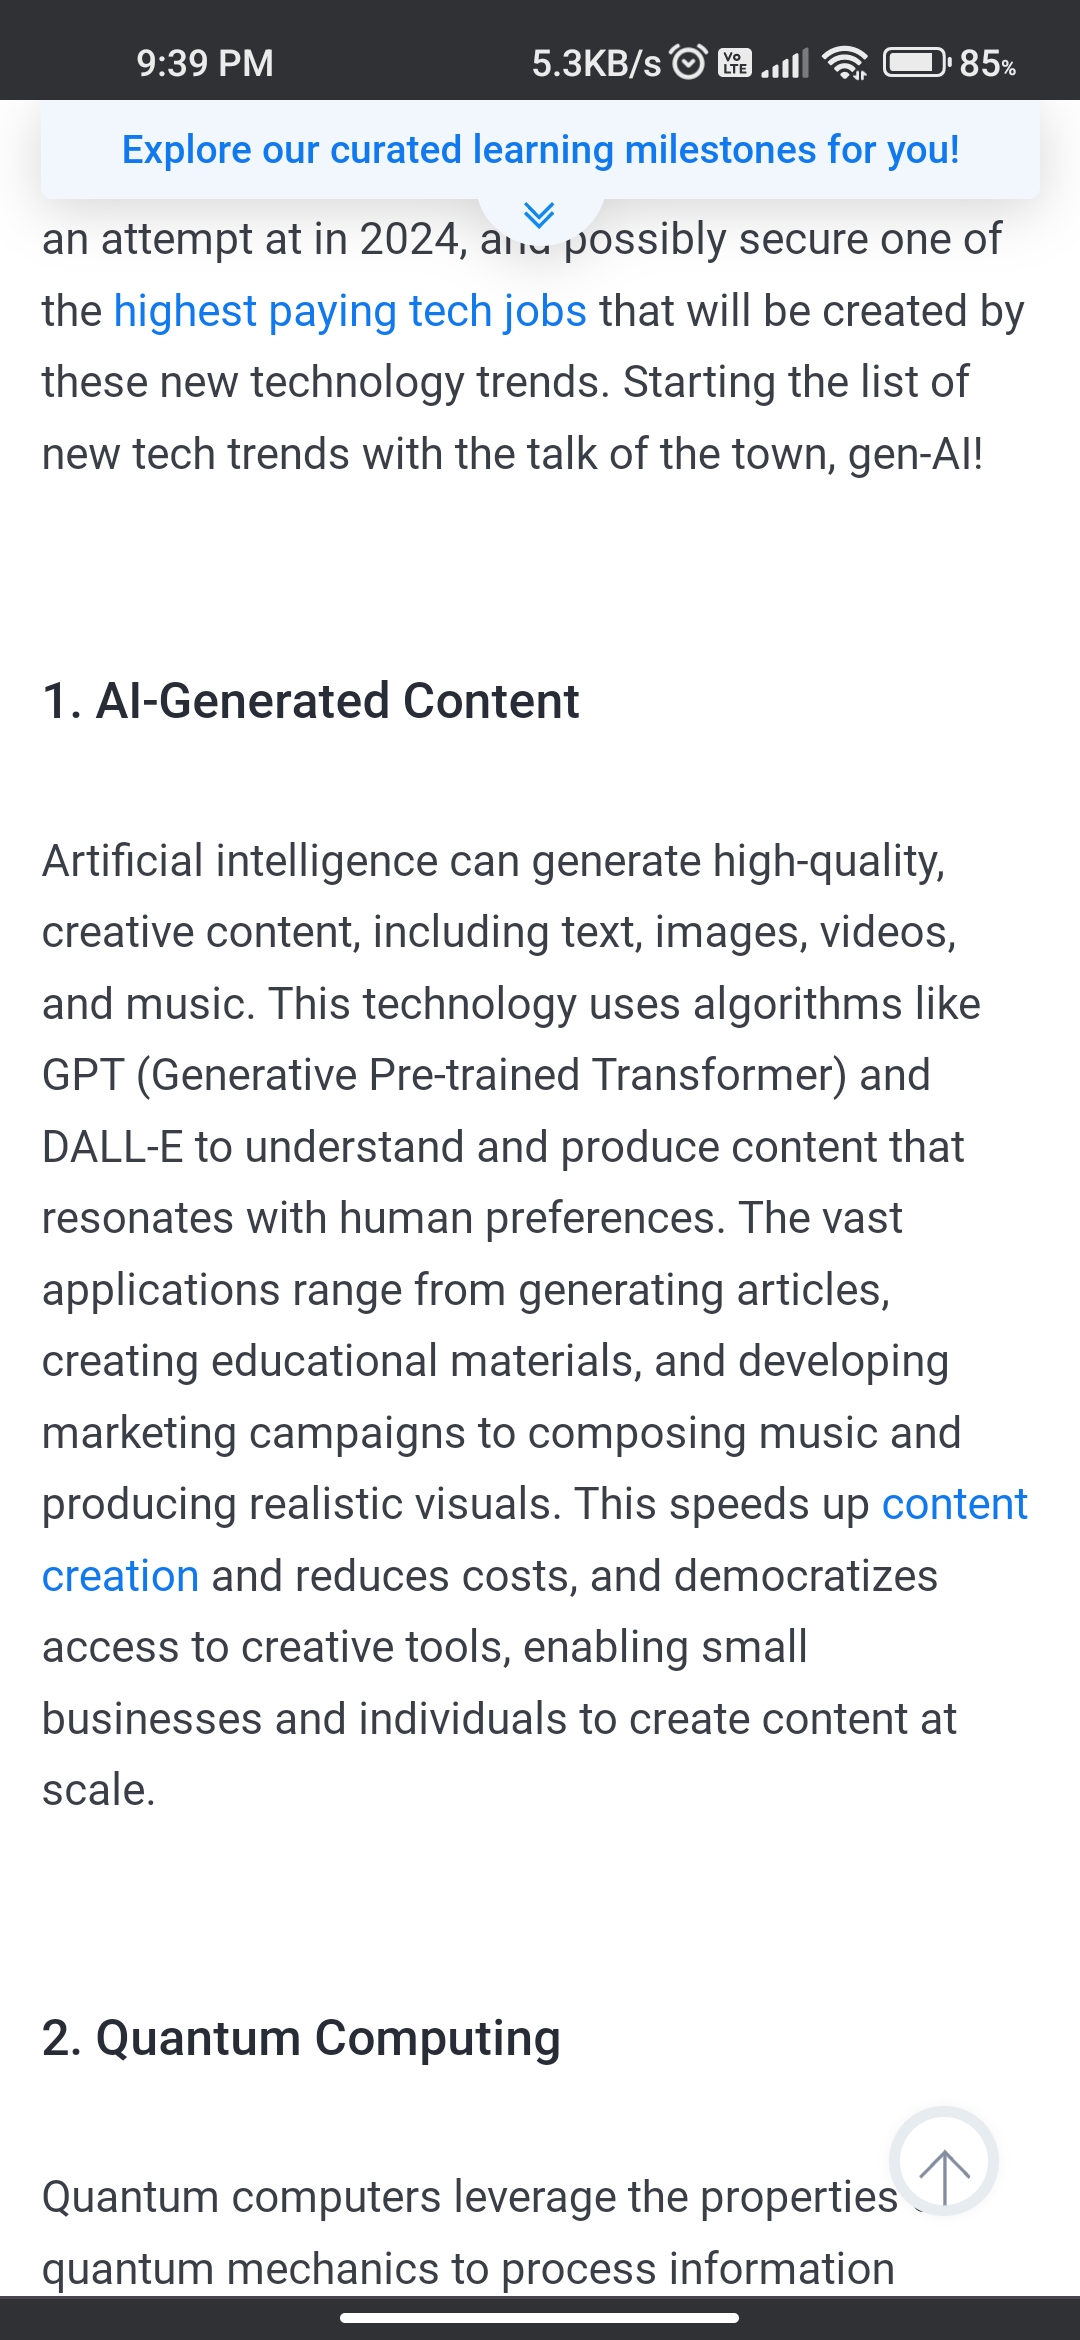 9:39 PM 5.3KB/s Vo LTE 85%
Explore our curated learning milestones for you!
an attempt at in 2024, and possibly secure one of
the highest paying tech jobs that will be created by
these new technology trends. Starting the list of
new tech trends with the talk of the town, gen-AI!
1. AI-Generated Content
Artificial intelligence can generate high-quality,
creative content, including text, images, videos,
and music. This technology uses algorithms like
GPT (Generative Pre-trained Transformer) and
DALL-E to understand and produce content that
resonates with human preferences. The vast
applications range from generating articles,
creating educational materials, and developing
marketing campaigns to composing music and
producing realistic visuals. This speeds up content
creation and reduces costs, and democratizes
access to creative tools, enabling small
businesses and individuals to create content at
scale.
2. Quantum Computing
Quantum computers leverage the properties
quantum mechanics to process information